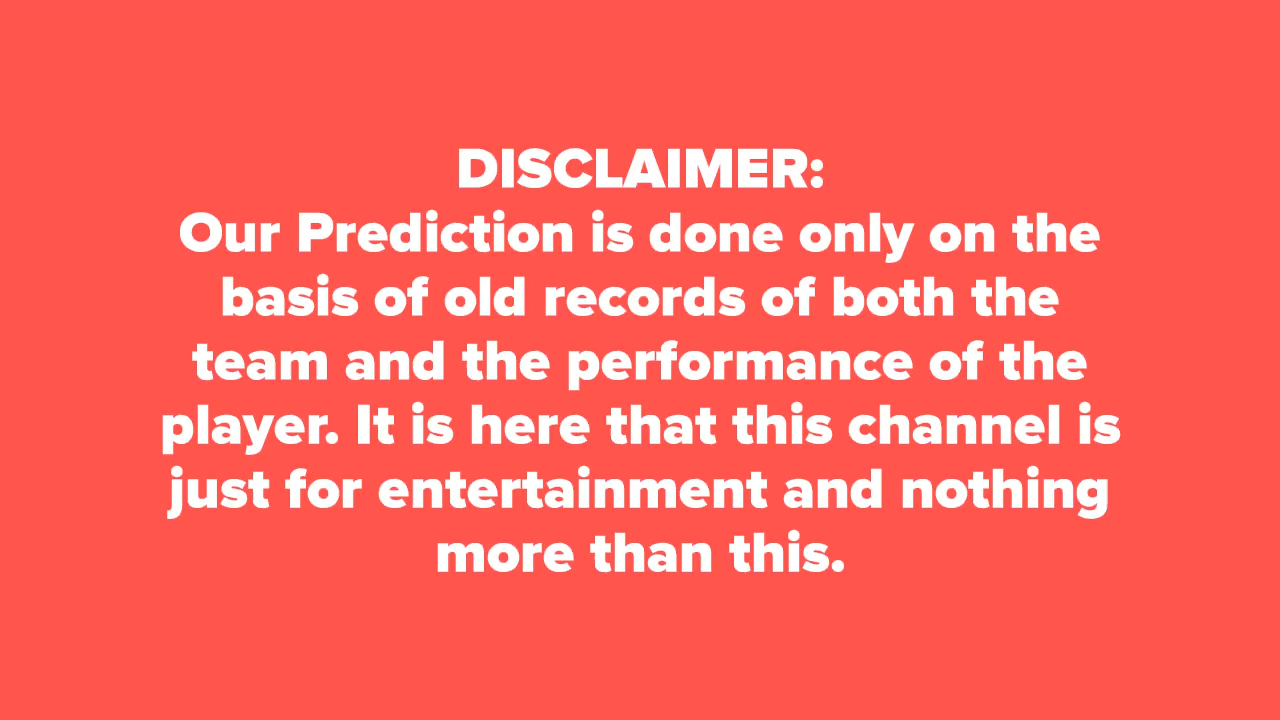 DISCLAIMER:
Our Prediction is done only on the
basis of old records of both the
team and the performance of the
player. It is here that this channel is
just for entertainment and nothing
more than this.